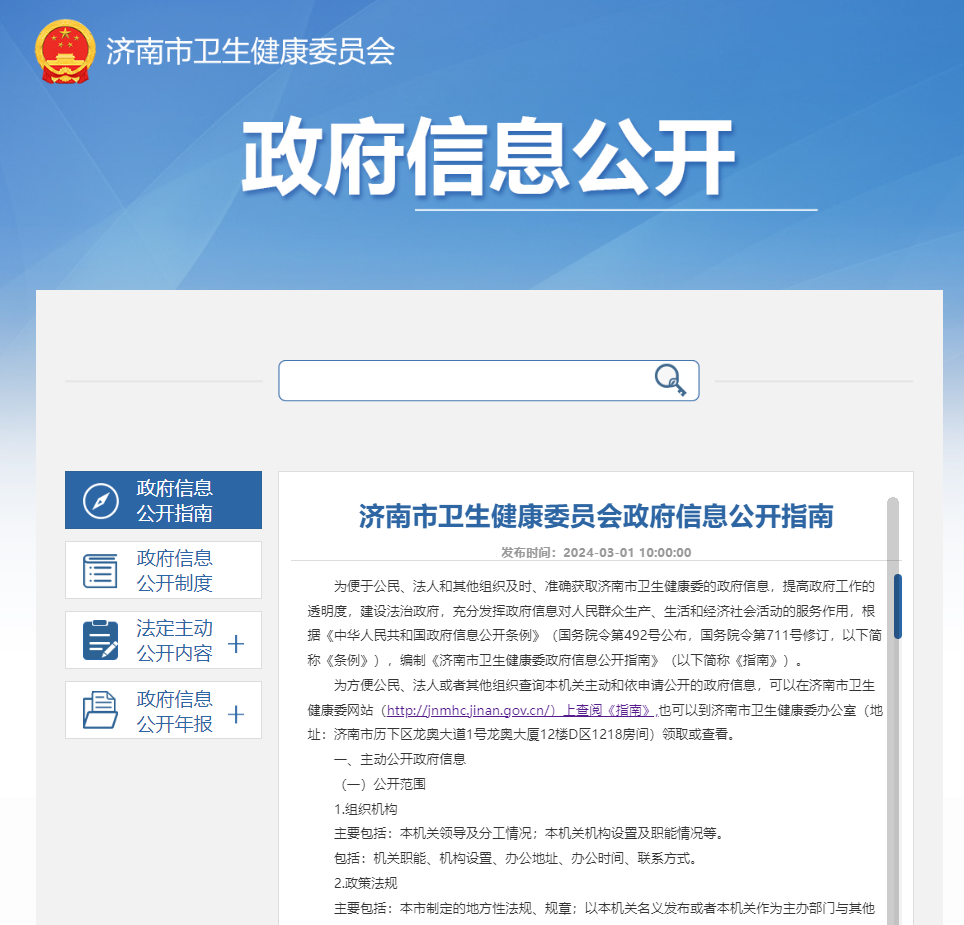 济南市卫生健康委员会
政府信息公开
政府信息
公开指南
政府信息
公开制度
法定主动
公开内容
政府信息
公开年报
济南市卫生健康委员会政府信息公开指南
发布时间：2024-03-01 10:00:00
为便于公民、法人和其他组织及时、准确获取济南市卫生健康委的政府信息，提高政府工作的
透明度，建设法治政府，充分发挥政府信息对人民群众生产、生活和经济社会活动的服务作用，根
据《中华人民共和国政府信息公开条例》（国务院令第492号公布，国务院令第711号修订，以下简
称《条例》），编制《济南市卫生健康委政府信息公开指南》（以下简称《指南》）。
为方便公民、法人或者其他组织查询本机关主动和依申请公开的政府信息，可以在济南市卫生
健康委网站（http://jnmhc.jinan.gov.cn/）上查阅《指南》,也可以到济南市卫生健康委办公室（地
址：济南市历下区龙奥大道1号龙奥大厦12楼D区1218房间）领取或查看。
一、主动公开政府信息
（一）公开范围
1.组织机构
主要包括：本机关领导及分工情况；本机关机构设置及职能情况等。
包括：机关职能、机构设置、办公地址、办公时间、联系方式。
2.政策法规
主要包括：本市制定的地方性法规、规章；以本机关名义发布或者本机关作为主办部门与其他